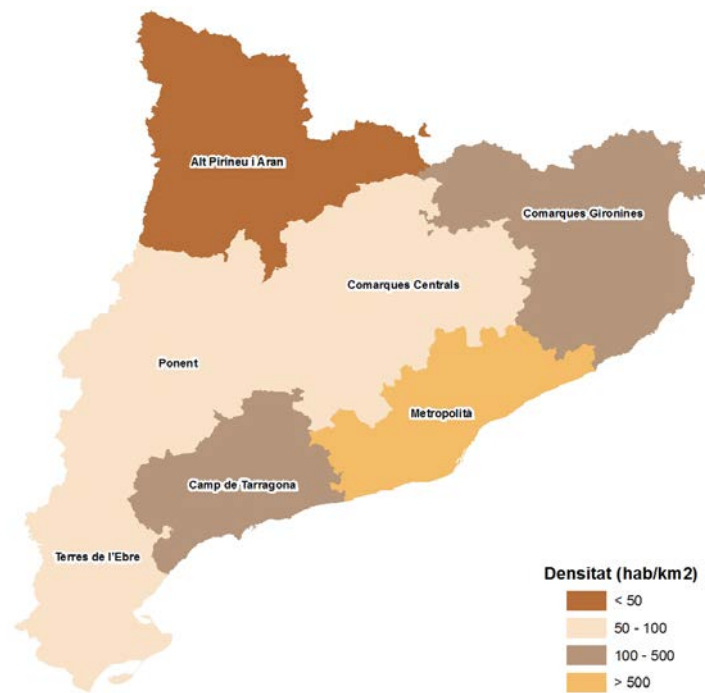 Alt Pirineu i Aran
Comarques Gironines
Comarques Centrals
Ponent
Metropolità
Camp de Tarragona
Terres de l'Ebre
Densitat (hab/km2)
< 50
50 - 100
100 - 500
> 500